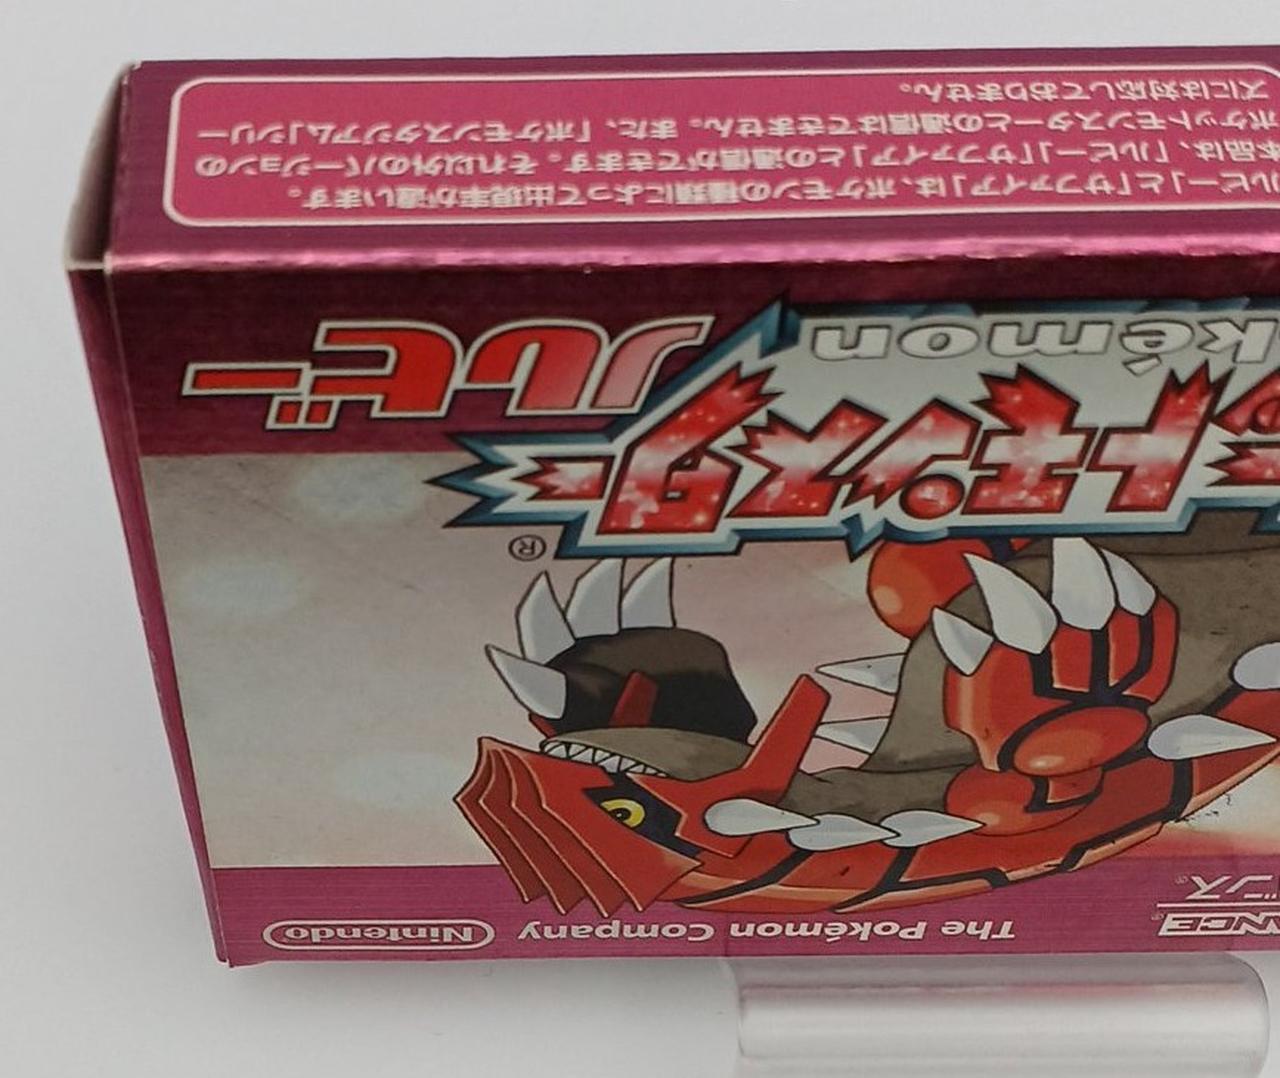 ANCE
The Pokémon Company Nintendo
ンス
®
トモンスター
kémon
ルビー
ルビー」と「サファイア」は、ポケモンの種類によって出現率が違います。
本品は、「ルビー」「サファイア」との通信ができます。それ以外のバージョンの
ポケットモンスターとの通信はできません。また、「ポケモンスタジアム」シリー
ズには対応しておりません。